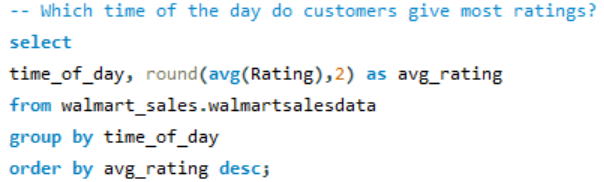 -- Which time of the day do customers give most ratings?
select
time_of_day, round(avg(Rating),2) as avg_rating
from walmart_sales.walmartsalesdata
group by time_of_day
order by avg_rating desc;